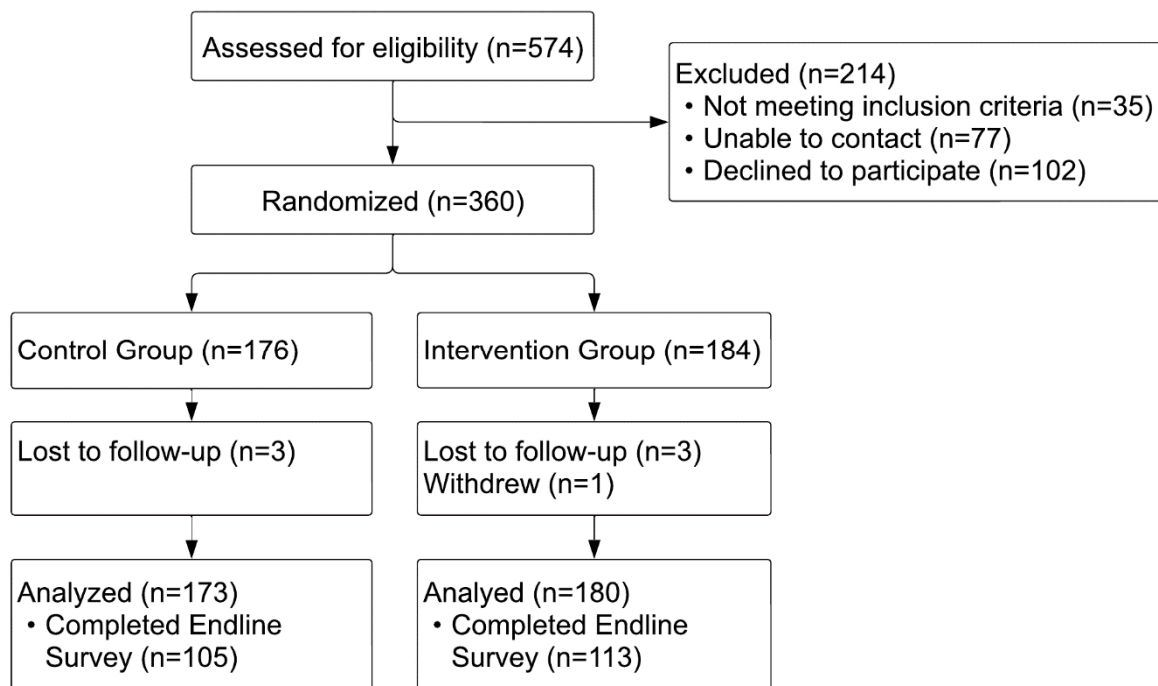 Assessed for eligibility (n=574)
Excluded (n=214)
• Not meeting inclusion criteria (n=35)
• Unable to contact (n=77)
• Declined to participate (n=102)
Randomized (n=360)
Control Group (n=176)
Intervention Group (n=184)
Lost to follow-up (n=3)
Lost to follow-up (n=3)
Withdrew (n=1)
Analyzed (n=173)
• Completed Endline
Survey (n=105)
Analyed (n=180)
• Completed Endline
Survey (n=113)